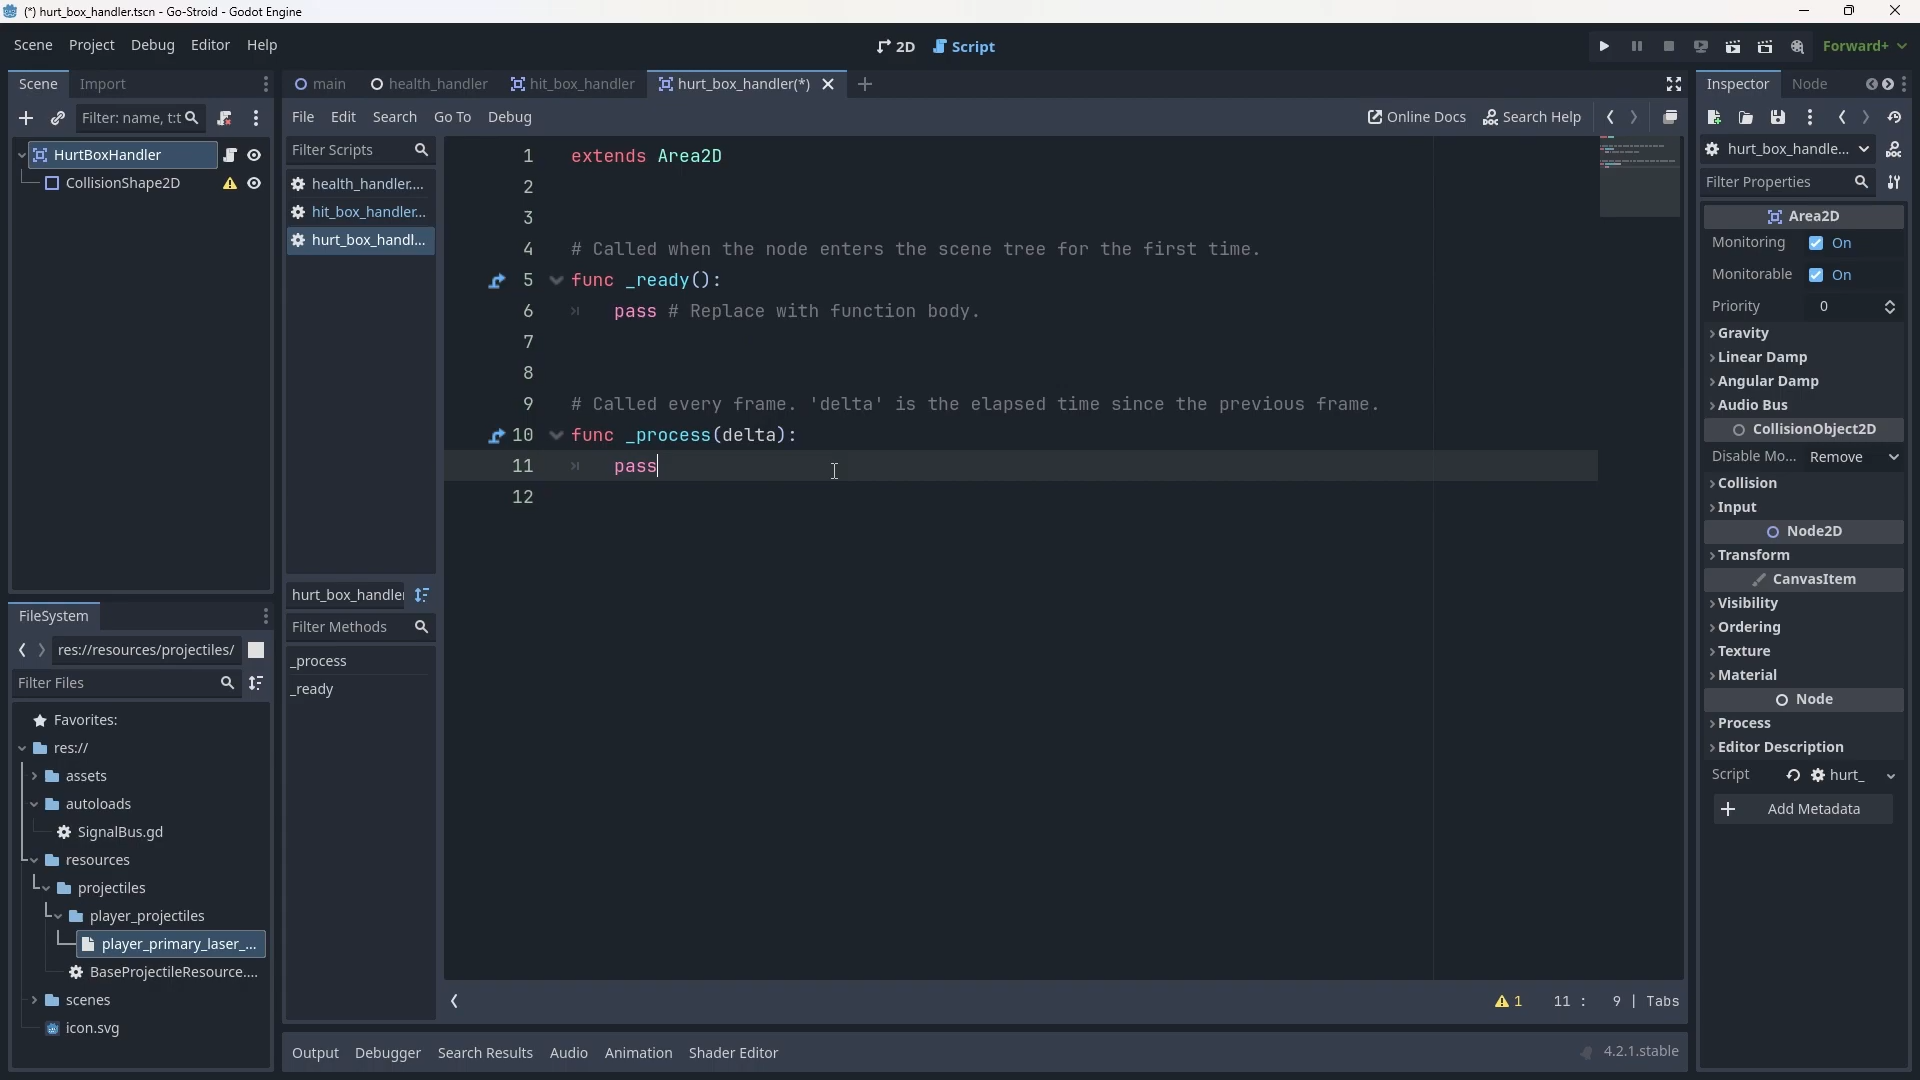 (*) hurt_box_handler.tscn - Go-Stroid - Godot Engine
Scene Project Debug Editor Help
2D Script
Forward+
Scene Import
Filter: name, t:t
HurtBoxHandler
CollisionShape2D
main health_handler hit_box_handler hurt_box_handler(*)
File Edit Search Go To Debug
Online Docs Search Help
Filter Scripts
health_handler....
hit_box_handler...
hurt_box_handl...
1 extends Area2D
2
3
4 # Called when the node enters the scene tree for the first time.
5 func _ready():
6 pass # Replace with function body.
7
8
9 # Called every frame. 'delta' is the elapsed time since the previous frame.
10 func _process(delta):
11 pass
12
hurt_box_handler
Filter Methods
_process
_ready
1 11 : 9 | Tabs
Output Debugger Search Results Audio Animation Shader Editor
4.2.1.stable
FileSystem
res://resources/projectiles/
Filter Files
Favorites:
res://
assets
autoloads
SignalBus.gd
resources
projectiles
player_projectiles
player_primary_laser_...
BaseProjectileResource....
scenes
icon.svg
Inspector Node
hurt_box_handle...
Filter Properties
Area2D
Monitoring On
Monitorable On
Priority 0
Gravity
Linear Damp
Angular Damp
Audio Bus
CollisionObject2D
Disable Mo... Remove
Collision
Input
Node2D
Transform
CanvasItem
Visibility
Ordering
Texture
Material
Node
Process
Editor Description
Script hurt_
Add Metadata